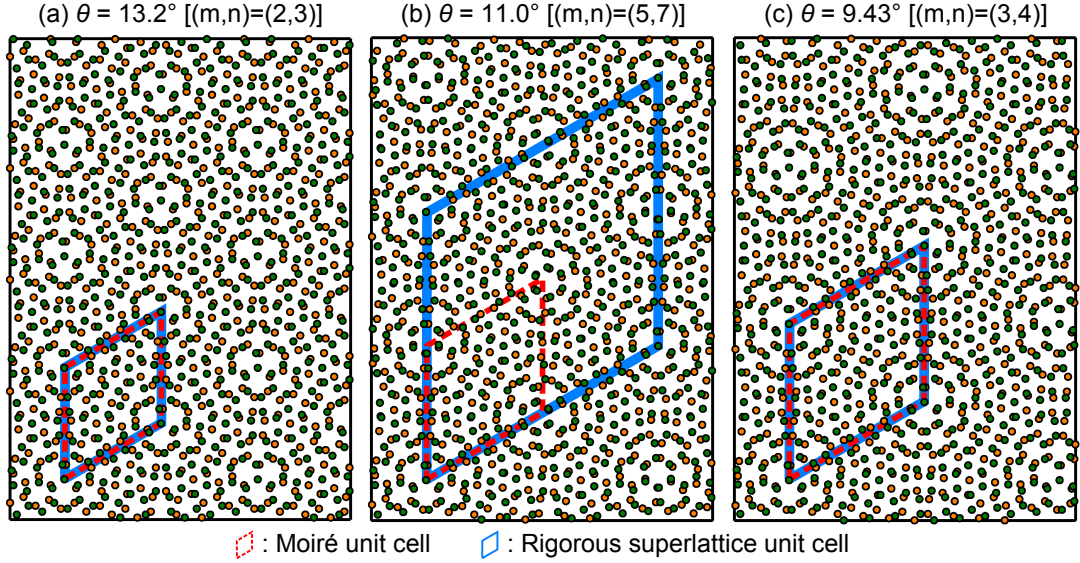 (a) θ = 13.2° [(m,n)=(2,3)]
(b) θ = 11.0° [(m,n)=(5,7)]
(c) θ = 9.43° [(m,n)=(3,4)]
: Moiré unit cell
: Rigorous superlattice unit cell